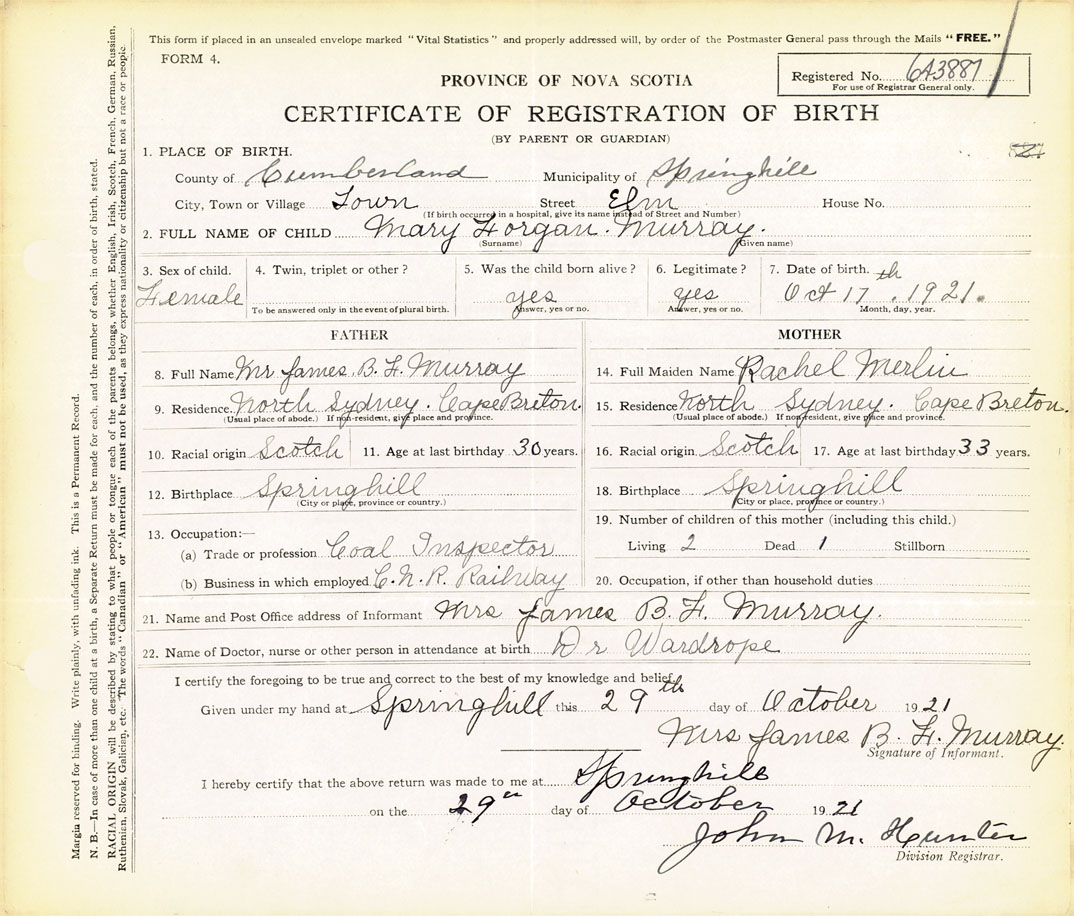 This form if placed in an unsealed envelope marked "Vital Statistics" and properly addressed will, by order of the Postmaster General pass through the Mails "FREE."
FORM 4.
Registered No. 643887
For use of Registrar General only.
PROVINCE OF NOVA SCOTIA
CERTIFICATE OF REGISTRATION OF BIRTH
(BY PARENT OR GUARDIAN)
1. PLACE OF BIRTH.
County of Cumberland Municipality of Springhill
City, Town or Village Town Street Elm House No.
(If birth occurred in a hospital, give its name instead of Street and Number)
2. FULL NAME OF CHILD Mary Forgan. Murray.
(Surname) (Given name)
3. Sex of child. 4. Twin, triplet or other? 5. Was the child born alive? 6. Legitimate? 7. Date of birth.
Female yes yes Oct 17th. 1921.
To be answered only in the event of plural birth. Answer, yes or no. Answer, yes or no. Month, day, year.
FATHER
8. Full Name Mr James. B. F. Murray
9. Residence. North Sydney. Cape Breton.
(Usual place of abode.) If non-resident, give place and province.
10. Racial origin Scotch 11. Age at last birthday 30 years.
12. Birthplace Springhill
(City or place, province or country.)
13. Occupation:—
(a) Trade or profession Coal Inspector
(b) Business in which employed C.N.R. Railway
MOTHER
14. Full Maiden Name Rachel Merlin
15. Residence North Sydney. Cape Breton.
(Usual place of abode.) If non-resident, give place and province.
16. Racial origin Scotch 17. Age at last birthday 33 years.
18. Birthplace Springhill
(City or place, province or country.)
19. Number of children of this mother (including this child.)
Living 2 Dead 1 Stillborn
20. Occupation, if other than household duties
21. Name and Post Office address of Informant Mrs James B. F. Murray.
22. Name of Doctor, nurse or other person in attendance at birth Dr Wardrope
I certify the foregoing to be true and correct to the best of my knowledge and belief.
Given under my hand at Springhill this 29th day of October 1921
Mrs James B. F. Murray.
Signature of Informant.
I hereby certify that the above return was made to me at Springhill
on the 29th day of October 1921
John M. Hunter
Division Registrar.
Margin reserved for binding. Write plainly, with unfading ink. This is a Permanent Record.
N. B.—In case of more than one child at a birth, a Separate Return must be made for each, and the number of each, in order of birth, stated.
RACIAL ORIGIN will be described by stating to what people or tongue each of the parents belongs, whether English, Irish, Scotch, French, German, Russian,
Ruthenian, Slovak, Galician, etc. The words "Canadian" or "American" must not be used, as they express nationality or citizenship but not a race or people.